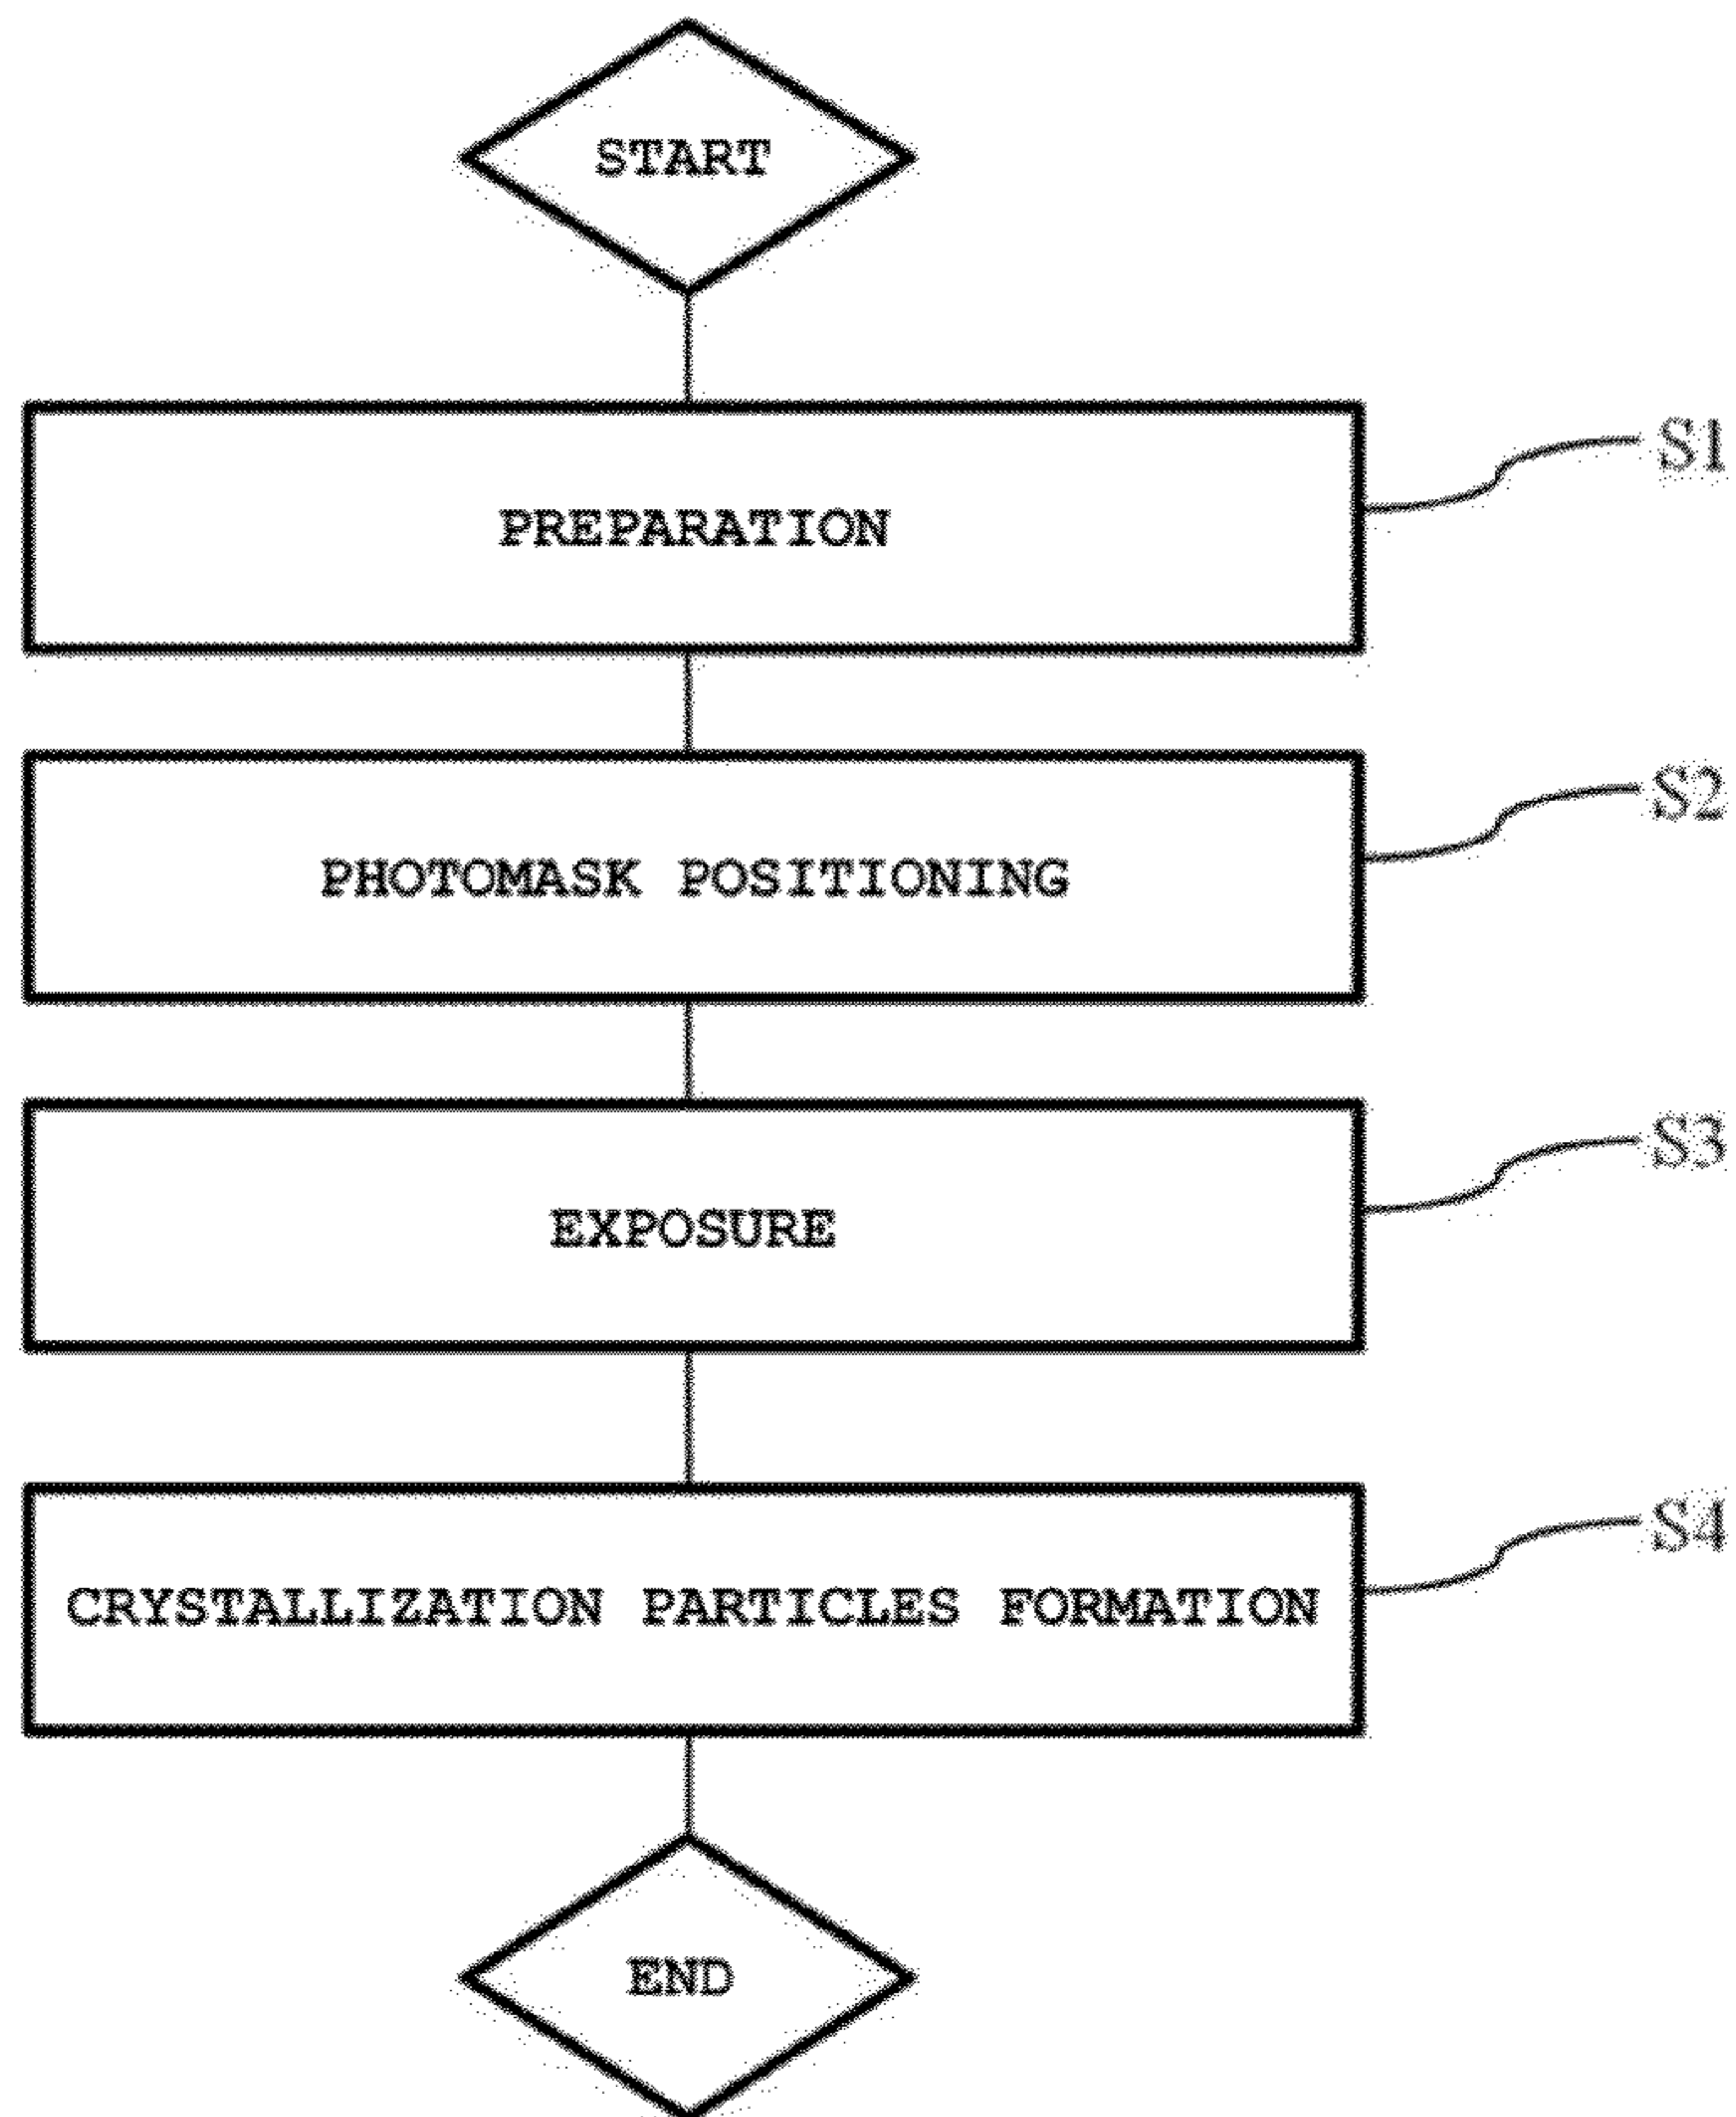 START
PREPARATION
S1
PHOTOMASK POSITIONING
S2
EXPOSURE
S3
CRYSTALLIZATION PARTICLES FORMATION
S4
END